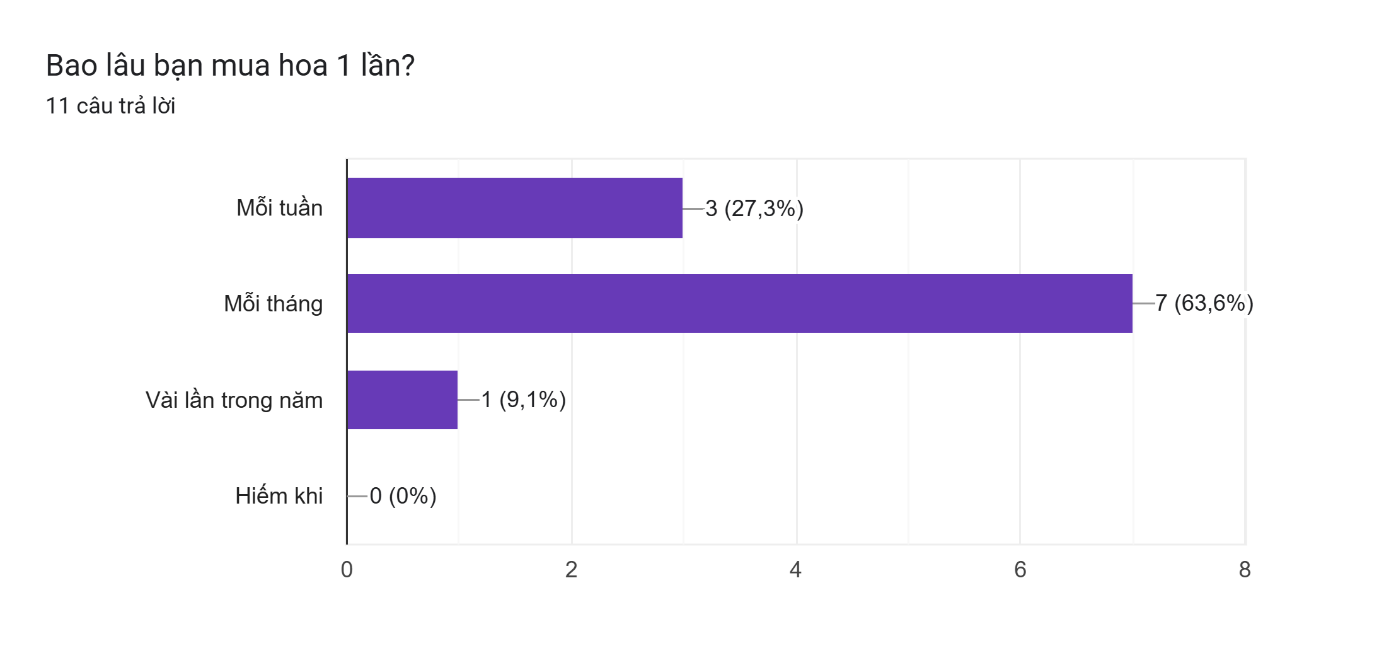 Bao lâu bạn mua hoa 1 lần?
11 câu trả lời
Mỗi tuần 3 (27,3%)
Mỗi tháng 7 (63,6%)
Vài lần trong năm 1 (9,1%)
Hiếm khi 0 (0%)
0 2 4 6 8